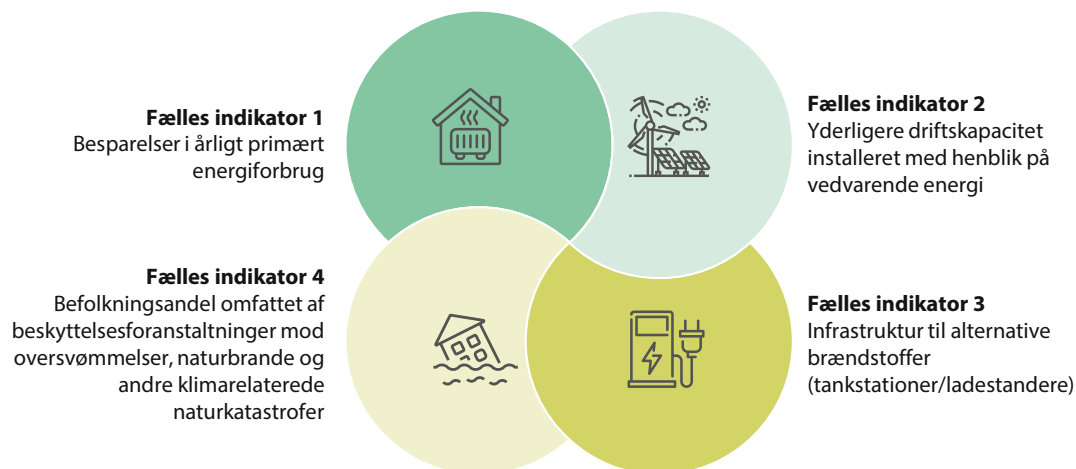 Fælles indikator 1
Besparelser i årligt primært
energiforbrug
Fælles indikator 2
Yderligere driftskapacitet
installeret med henblik på
vedvarende energi
Fælles indikator 4
Befolkningsandel omfattet af
beskyttelsesforanstaltninger mod
oversvømmelser, naturbrande og
andre klimarelaterede
naturkatastrofer
Fælles indikator 3
Infrastruktur til alternative
brændstoffer
(tankstationer/ladestandere)